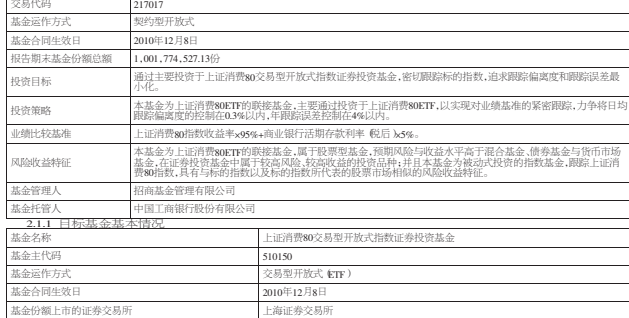 交易代码 217017
基金运作方式 契约型开放式
基金合同生效日 2010年12月8日
报告期末基金份额总额 1,001,774,527.13份
投资目标 通过主要投资于上证消费80交易型开放式指数证券投资基金,密切跟踪标的指数,追求跟踪偏离度和跟踪误差最
小化。
投资策略 本基金为上证消费80ETF的联接基金,主要通过投资于上证消费80ETF,以实现对业绩基准的紧密跟踪,力争将日均
跟踪偏离度的控制在0.3%以内,年跟踪误差控制在4%以内。
业绩比较基准 上证消费80指数收益率×95%+商业银行活期存款利率(税后)×5%。
风险收益特征 本基金为上证消费80ETF的联接基金,属于股票型基金,预期风险与收益水平高于混合基金、债券基金与货币市场
基金,在证券投资基金中属于较高风险、较高收益的投资品种;并且本基金为被动式投资的指数基金,跟踪上证消
费80指数,具有与标的指数以及标的指数所代表的股票市场相似的风险收益特征。
基金管理人 招商基金管理有限公司
基金托管人 中国工商银行股份有限公司
2.1.1 目标基金基本情况
基金名称 上证消费80交易型开放式指数证券投资基金
基金主代码 510150
基金运作方式 交易型开放式(ETF)
基金合同生效日 2010年12月8日
基金份额上市的证券交易所 上海证券交易所